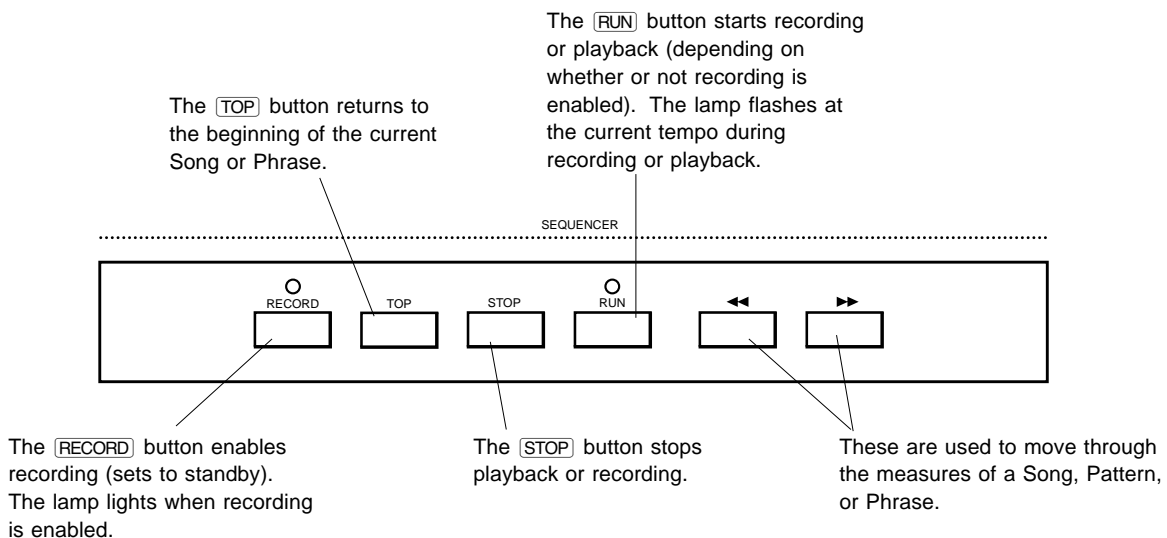 The RUN button starts recording
or playback (depending on
whether or not recording is
enabled). The lamp flashes at
the current tempo during
recording or playback.
The TOP button returns to
the beginning of the current
Song or Phrase.
SEQUENCER
RECORD TOP STOP RUN ◀◀ ▶▶
The RECORD button enables
recording (sets to standby).
The lamp lights when recording
is enabled.
The STOP button stops
playback or recording.
These are used to move through
the measures of a Song, Pattern,
or Phrase.